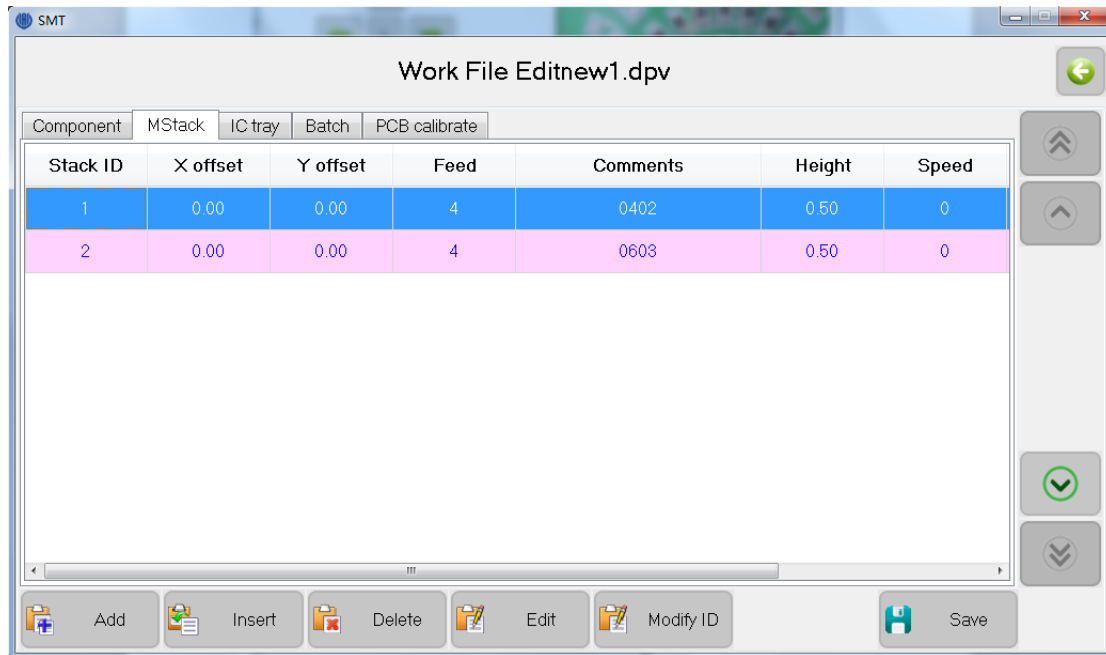 SMT
Work File Editnew1.dpv
Component MStack IC tray Batch PCB calibrate
Stack ID X offset Y offset Feed Comments Height Speed
1 0.00 0.00 4 0402 0.50 0
2 0.00 0.00 4 0603 0.50 0
Add Insert Delete Edit Modify ID Save